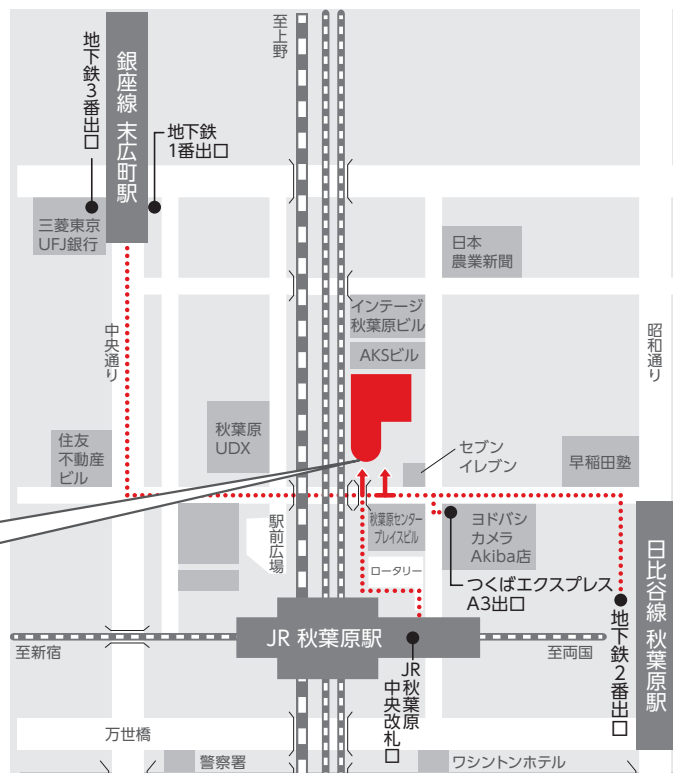 至上野
地下鉄3番出口
銀座線 末広町駅
地下鉄
1番出口
三菱東京
UFJ銀行
日本
農業新聞
インテージ
秋葉原ビル
AKSビル
中央通り
昭和通り
秋葉原
UDX
住友
不動産
ビル
セブン
イレブン
早稲田塾
駅前広場
秋葉原センター
プレイスビル
ヨドバシ
カメラ
Akiba店
ロータリー
つくばエクスプレス
A3出口
日比谷線 秋葉原駅
地下鉄2番出口
JR 秋葉原駅
至新宿
至両国
JR秋葉原
中央改札口
万世橋
警察署
ワシントンホテル